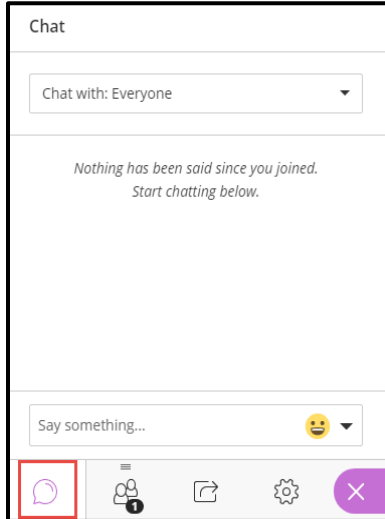 Chat
Chat with: Everyone
Nothing has been said since you joined.
Start chatting below.
Say something...
1